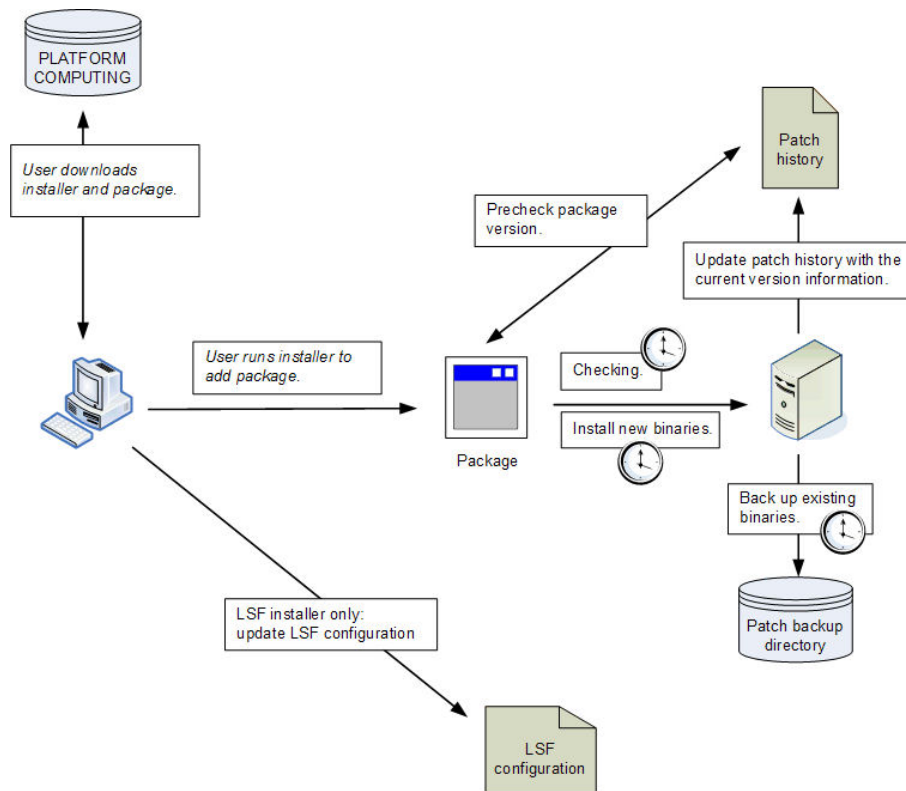 PLATFORM
COMPUTING
User downloads
installer and package.
Patch
history
Precheck package
version.
Update patch history with the
current version information.
User runs installer to
add package.
Checking.
Install new binaries.
Package
Back up existing
binaries.
LSF installer only:
update LSF configuration
Patch backup
directory
LSF
configuration